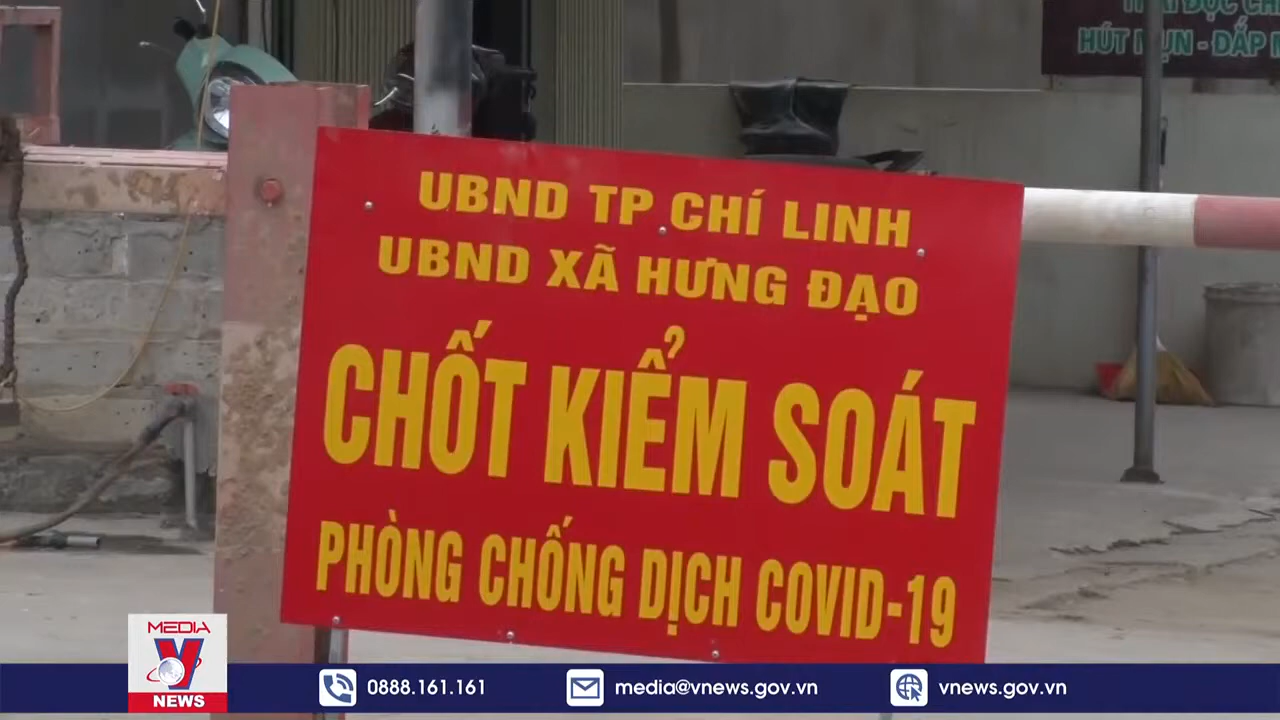 HÚT MỤN - ĐẮP
UBND TP CHÍ LINH
UBND XÃ HƯNG ĐẠO
CHỐT KIỂM SOÁT
PHÒNG CHỐNG DỊCH COVID-19
MEDIA
V
NEWS
0888.161.161
media@vnews.gov.vn
vnews.gov.vn